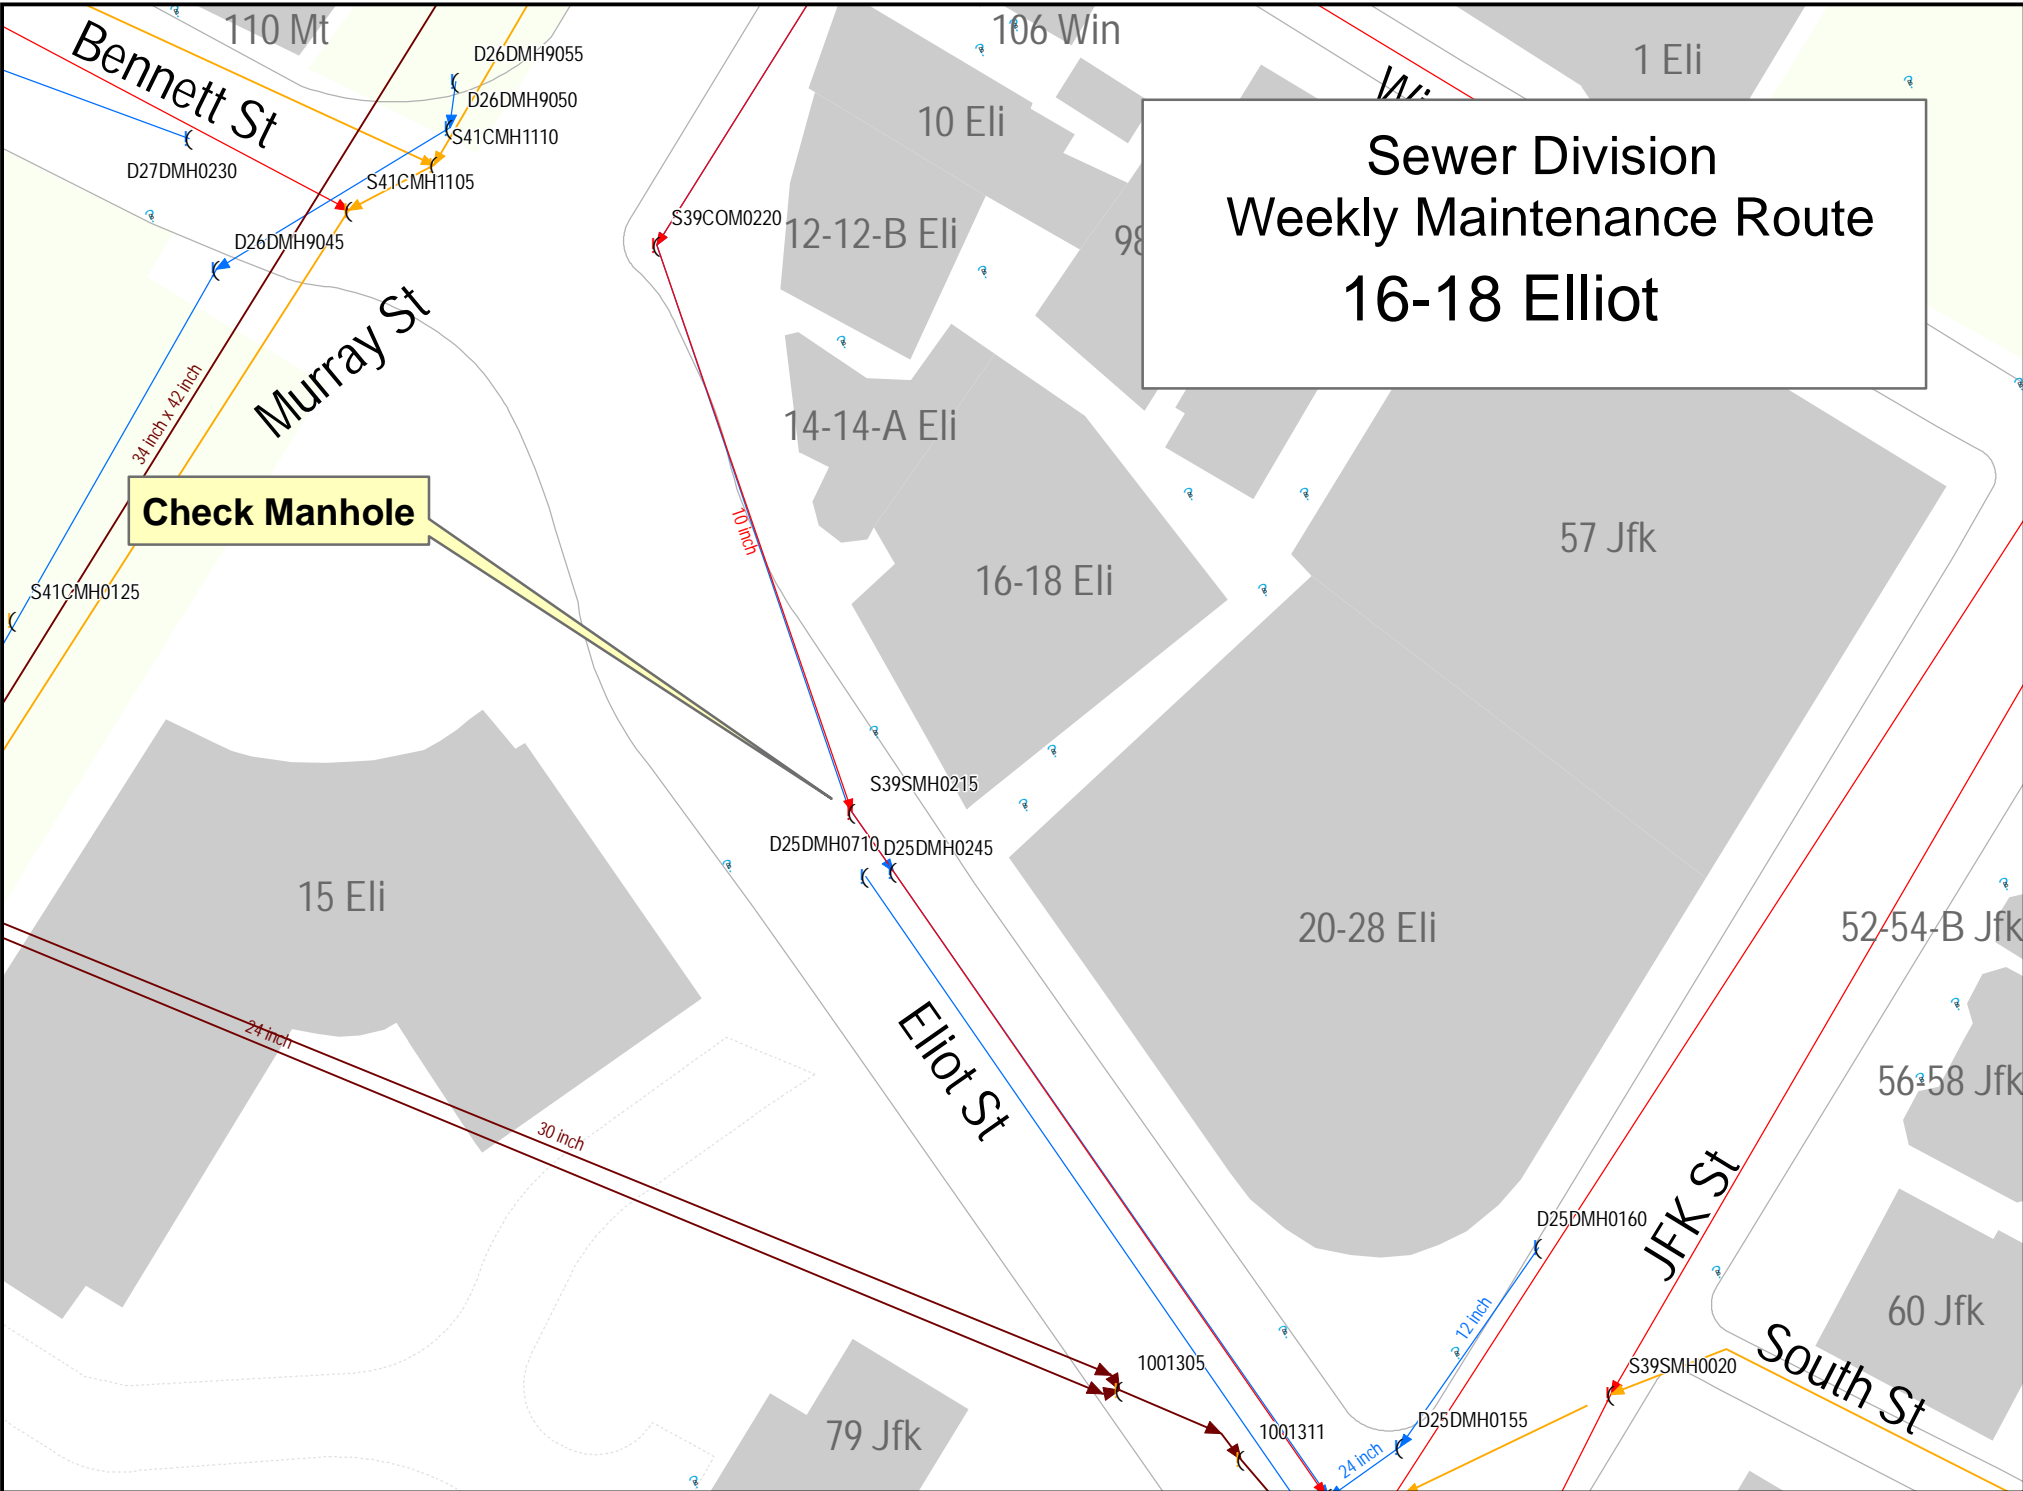 110 Mt
106 Win
1 Eli
Bennett St
D26DMH9055
D26DMH9050
S41CMH1110
10 Eli
D27DMH0230
S41CMH1105
D26DMH9045
S39COM0220
12-12-B Eli
98
Wi
Sewer Division
Weekly Maintenance Route
16-18 Elliot
Murray St
34 inch x 42 inch
14-14-A Eli
Check Manhole
10 inch
57 Jfk
16-18 Eli
S41CMH0125
S39SMH0215
D25DMH0710
D25DMH0245
15 Eli
20-28 Eli
52-54-B Jfk
24 inch
Eliot St
56-58 Jfk
30 inch
JFK St
D25DMH0160
12 inch
60 Jfk
1001305
S39SMH0020
South St
79 Jfk
1001311
D25DMH0155
24 inch